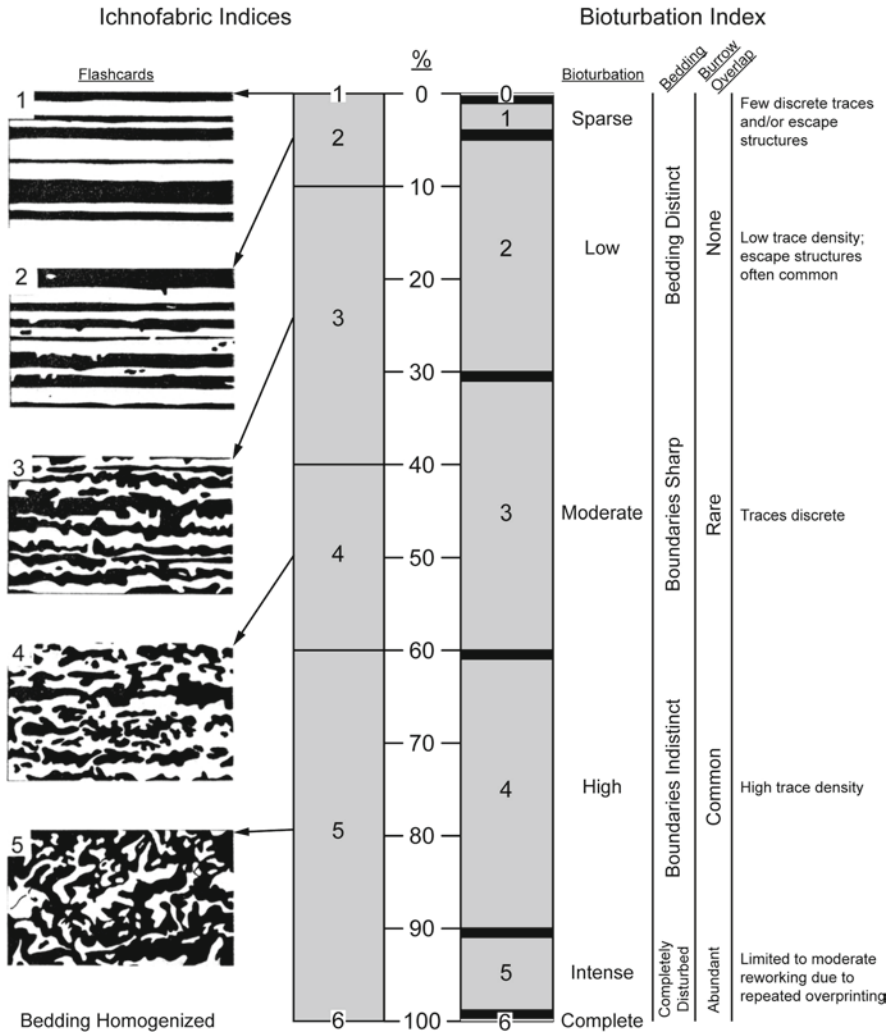 Ichnofabric Indices
Bioturbation Index
Flashcards
%
Bioturbation
Bedding
Burrow
Overlap
1
2
3
4
5
Bedding Homogenized
1
2
3
4
5
6
0
10
20
30
40
50
60
70
80
90
100
0
1
2
3
4
5
6
Sparse
Low
Moderate
High
Intense
Complete
Bedding Distinct
Boundaries Sharp
Boundaries Indistinct
Completely
Disturbed
None
Rare
Common
Abundant
Few discrete traces
and/or escape
structures
Low trace density;
escape structures
often common
Traces discrete
High trace density
Limited to moderate
reworking due to
repeated overprinting